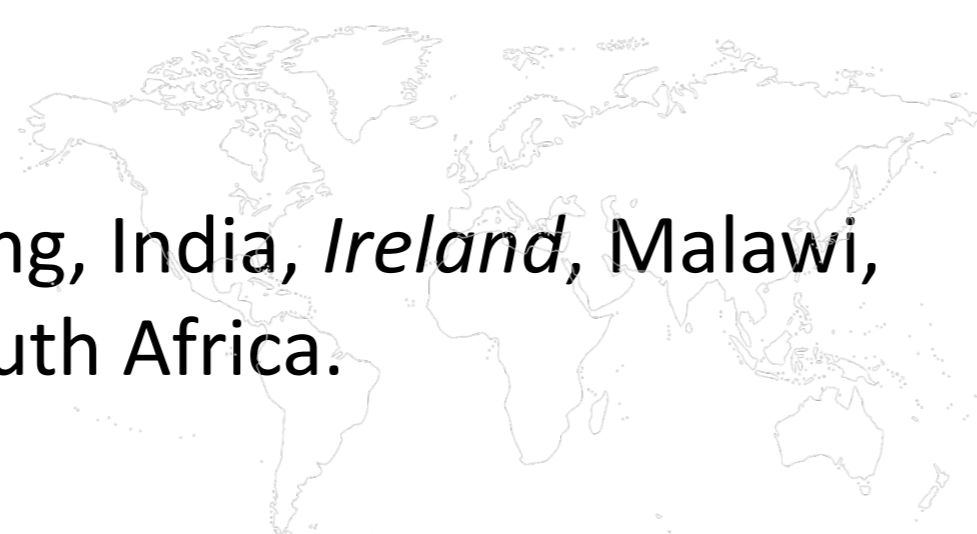 ng, India, Ireland, Malawi,
uth Africa.